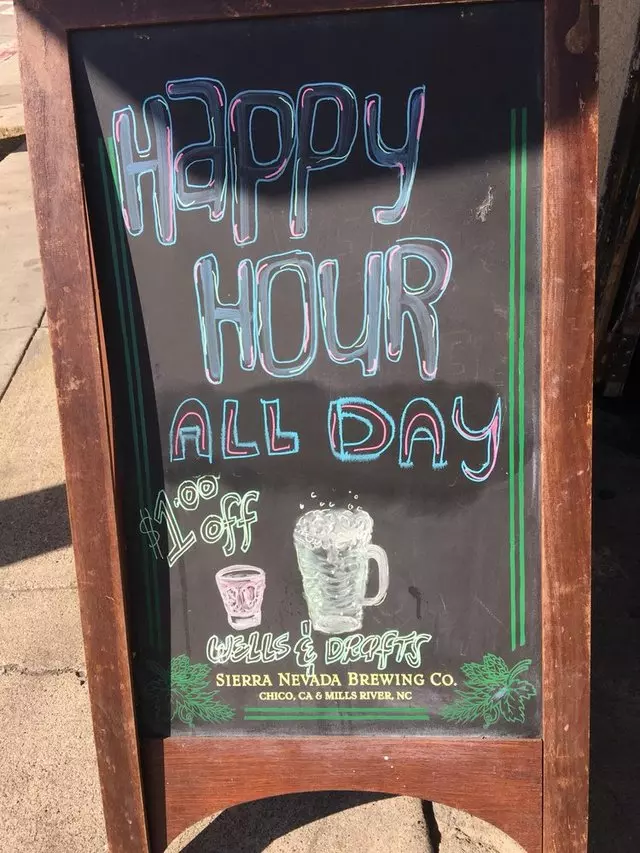 Happy
HOUR
ALL DAY
$1.00 off
WELLS & DRAFTS
SIERRA NEVADA BREWING CO.
CHICO, CA & MILLS RIVER, NC